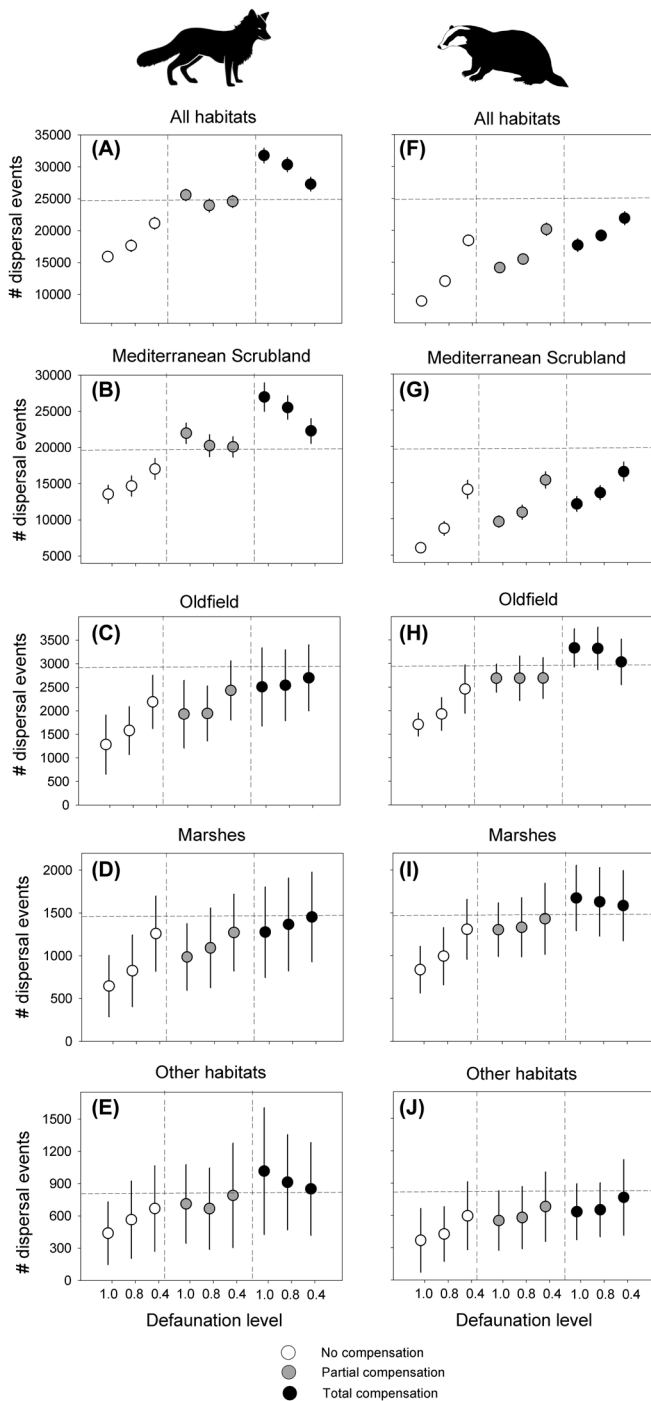 All habitats
All habitats
(A)
(F)
35000
30000
25000
20000
15000
10000
# dispersal events
Mediterranean Scrubland
Mediterranean Scrubland
(B)
(G)
30000
25000
20000
15000
10000
5000
# dispersal events
Oldfield
Oldfield
(C)
(H)
3500
3000
2500
2000
1500
1000
500
0
# dispersal events
Marshes
Marshes
(D)
(I)
2000
1500
1000
500
0
# dispersal events
Other habitats
Other habitats
(E)
(J)
1500
1200
900
600
300
0
# dispersal events
1.0 0.8 0.4 1.0 0.8 0.4 1.0 0.8 0.4
1.0 0.8 0.4 1.0 0.8 0.4 1.0 0.8 0.4
Defaunation level
Defaunation level
No compensation
Partial compensation
Total compensation